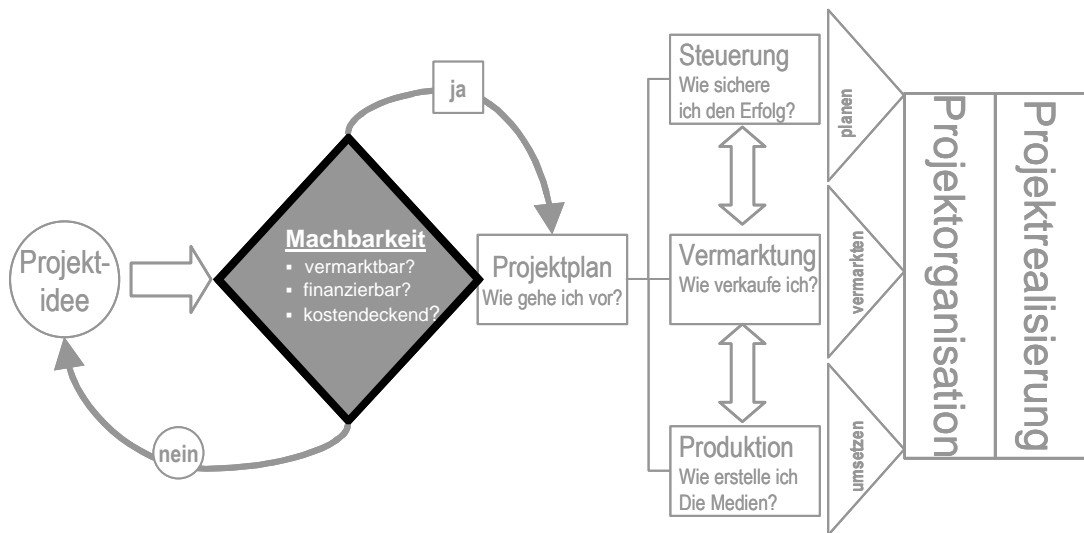 Projekt-
idee
nein
ja
Machbarkeit
▪ vermarktbar?
▪ finanzierbar?
▪ kostendeckend?
Projektplan
Wie gehe ich vor?
Steuerung
Wie sichere
ich den Erfolg?
Vermarktung
Wie verkaufe ich?
Produktion
Wie erstelle ich
Die Medien?
planen
vermarkten
umsetzen
Projektorganisation
Projektrealisierung